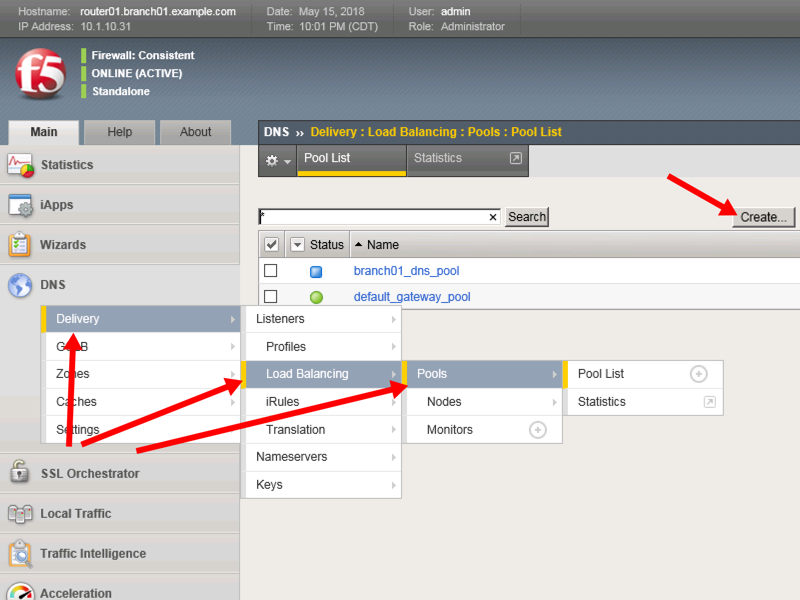 Hostname: router01.branch01.example.com Date: May 15, 2018 User: admin
IP Address: 10.1.10.31 Time: 10:01 PM (CDT) Role: Administrator
f5
Firewall: Consistent
ONLINE (ACTIVE)
Standalone
Main Help About
DNS ›› Delivery : Load Balancing : Pools : Pool List
Pool List Statistics
Statistics
iApps
Wizards
DNS
* × Search Create...
Status Name
branch01_dns_pool
default_gateway_pool
Delivery
Zones
Caches
Settings
Listeners
Profiles
Load Balancing
iRules
Translation
Nameservers
Keys
Pools
Nodes
Monitors
Pool List
Statistics
SSL Orchestrator
Local Traffic
Traffic Intelligence
Acceleration